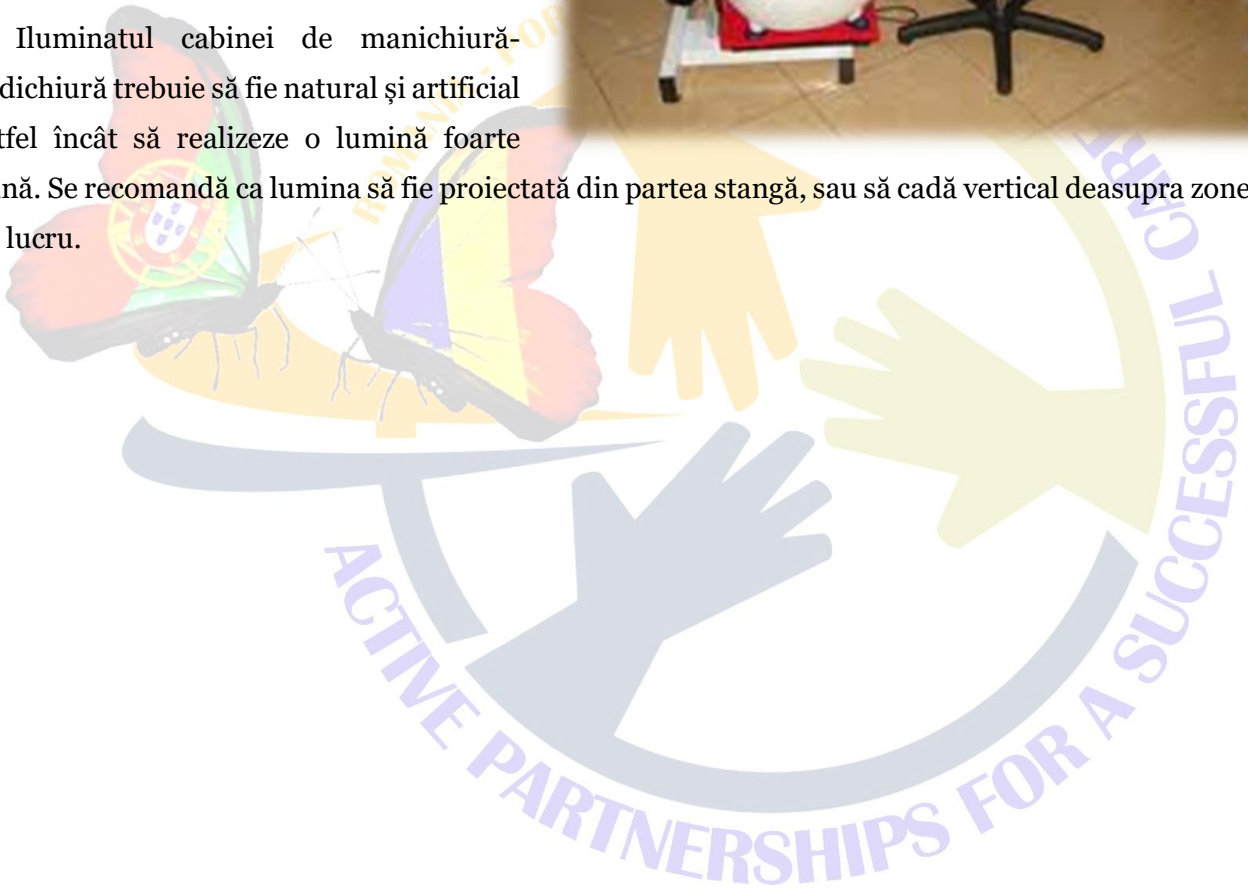 Iluminatul cabinei de manichiură-
dichiură trebuie să fie natural și artificial
tfel încât să realizeze o lumină foarte
ună. Se recomandă ca lumina să fie proiectată din partea stangă, sau să cadă vertical deasupra zone
lucru.
ACTIVE PARTNERSHIPS FOR A SUCCESSFUL CARE